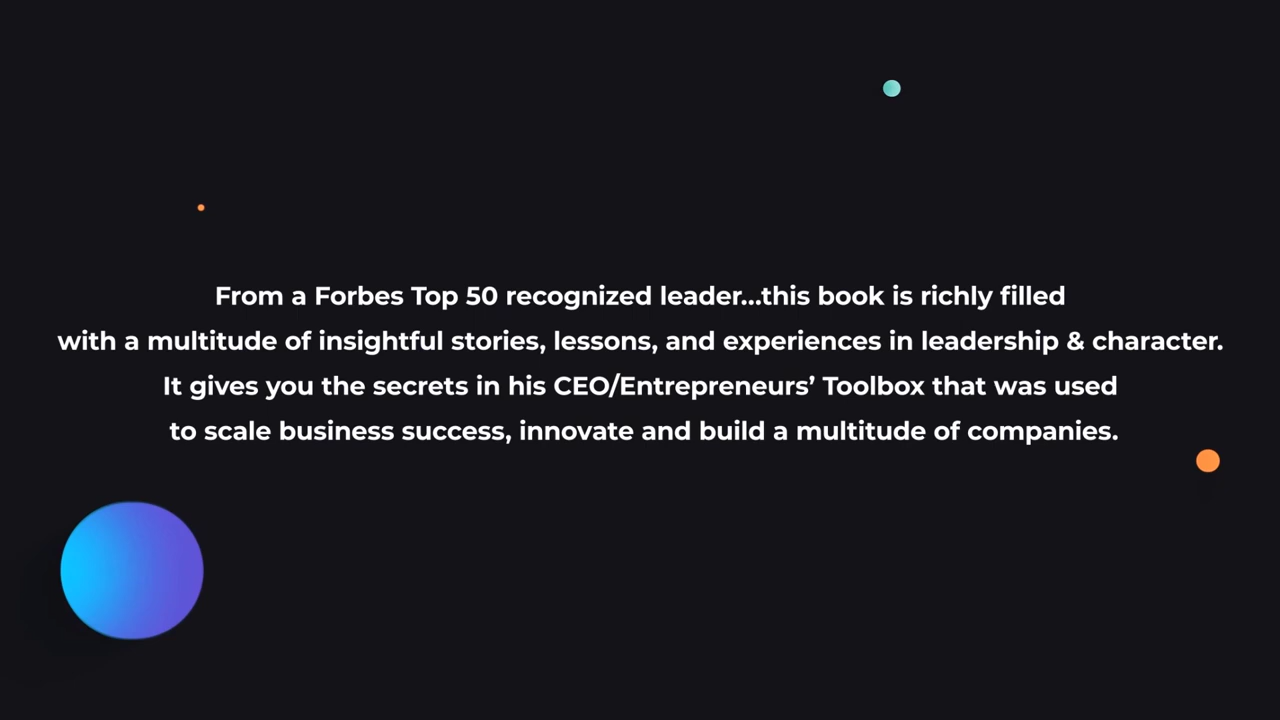 From a Forbes Top 50 recognized leader...this book is richly filled
with a multitude of insightful stories, lessons, and experiences in leadership & character.
It gives you the secrets in his CEO/Entrepreneurs’ Toolbox that was used
to scale business success, innovate and build a multitude of companies.